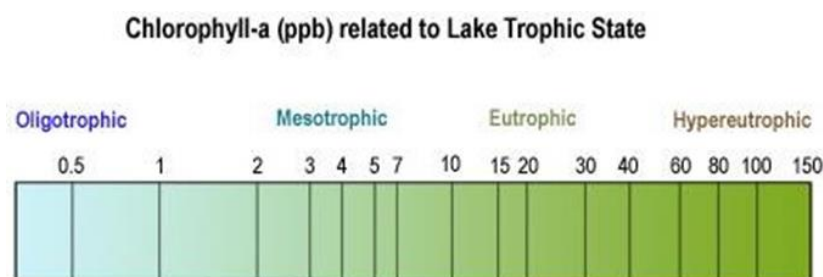 Chlorophyll-a (ppb) related to Lake Trophic State
Oligotrophic Mesotrophic Eutrophic Hypereutrophic
0.5 1 2 3 4 5 7 10 15 20 30 40 60 80 100 150